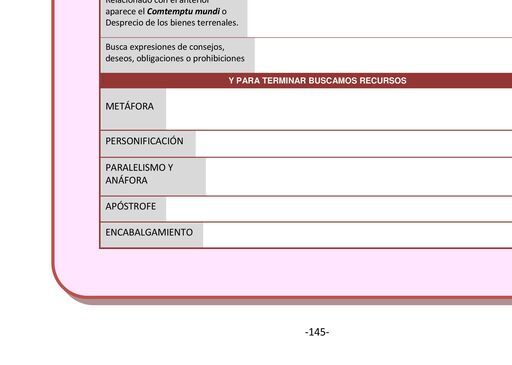 Relacionado con el anterior
aparece el Comtemptu mundi o
Desprecio de los bienes terrenales.
Busca expresiones de consejos,
deseos, obligaciones o prohibiciones
Y PARA TERMINAR BUSCAMOS RECURSOS
METÁFORA
PERSONIFICACIÓN
PARALELISMO Y
ANÁFORA
APÓSTROFE
ENCABALGAMIENTO
-145-